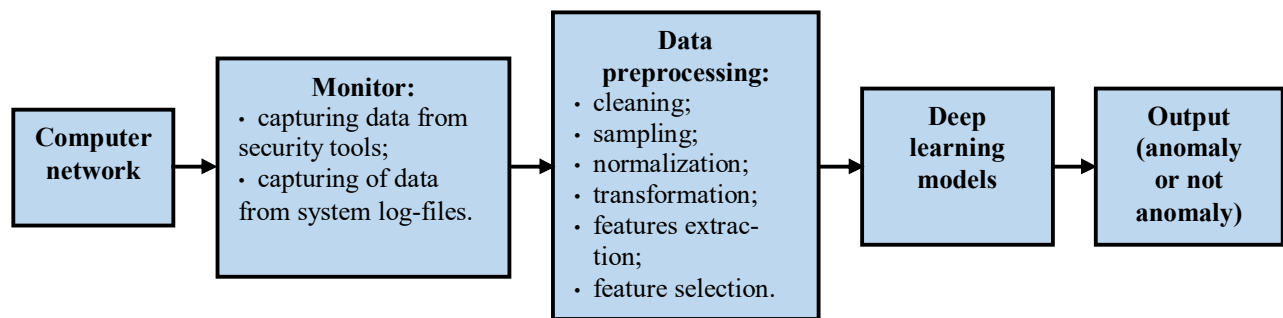 Computer
network
Monitor:
· capturing data from
security tools;
· capturing of data
from system log-files.
Data
preprocessing:
· cleaning;
· sampling;
· normalization;
· transformation;
· features extrac-
tion;
· feature selection.
Deep
learning
models
Output
(anomaly
or not
anomaly)